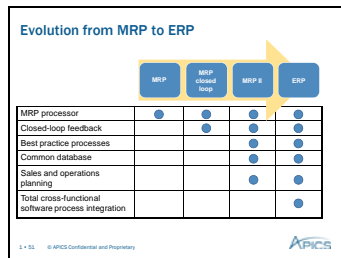 Evolution from MRP to ERP
MRP
MRP
closed
loop
MRP II
ERP
MRP processor
Closed-loop feedback
Best practice processes
Common database
Sales and operations
planning
Total cross-functional
software process integration
1 • 51 © APICS Confidential and Proprietary
APICS